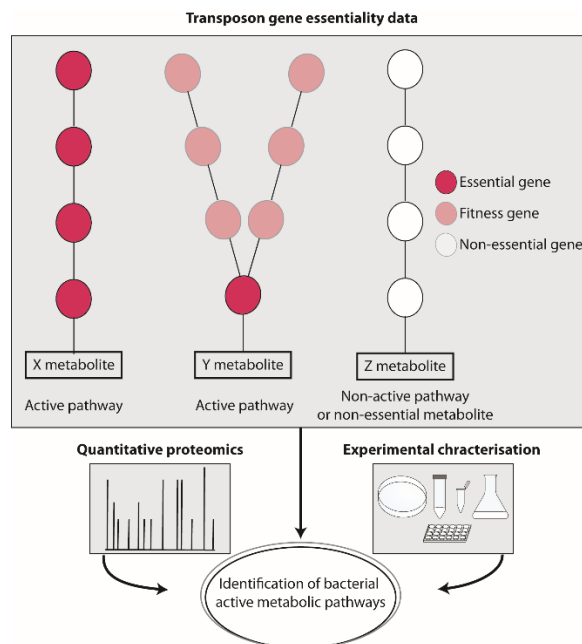 Transposon gene essentiality data
Essential gene
Fitness gene
Non-essential gene
X metabolite
Y metabolite
Z metabolite
Active pathway
Active pathway
Non-active pathway
or non-essential metabolite
Quantitative proteomics
Experimental chracterisation
Identification of bacterial
active metabolic pathways